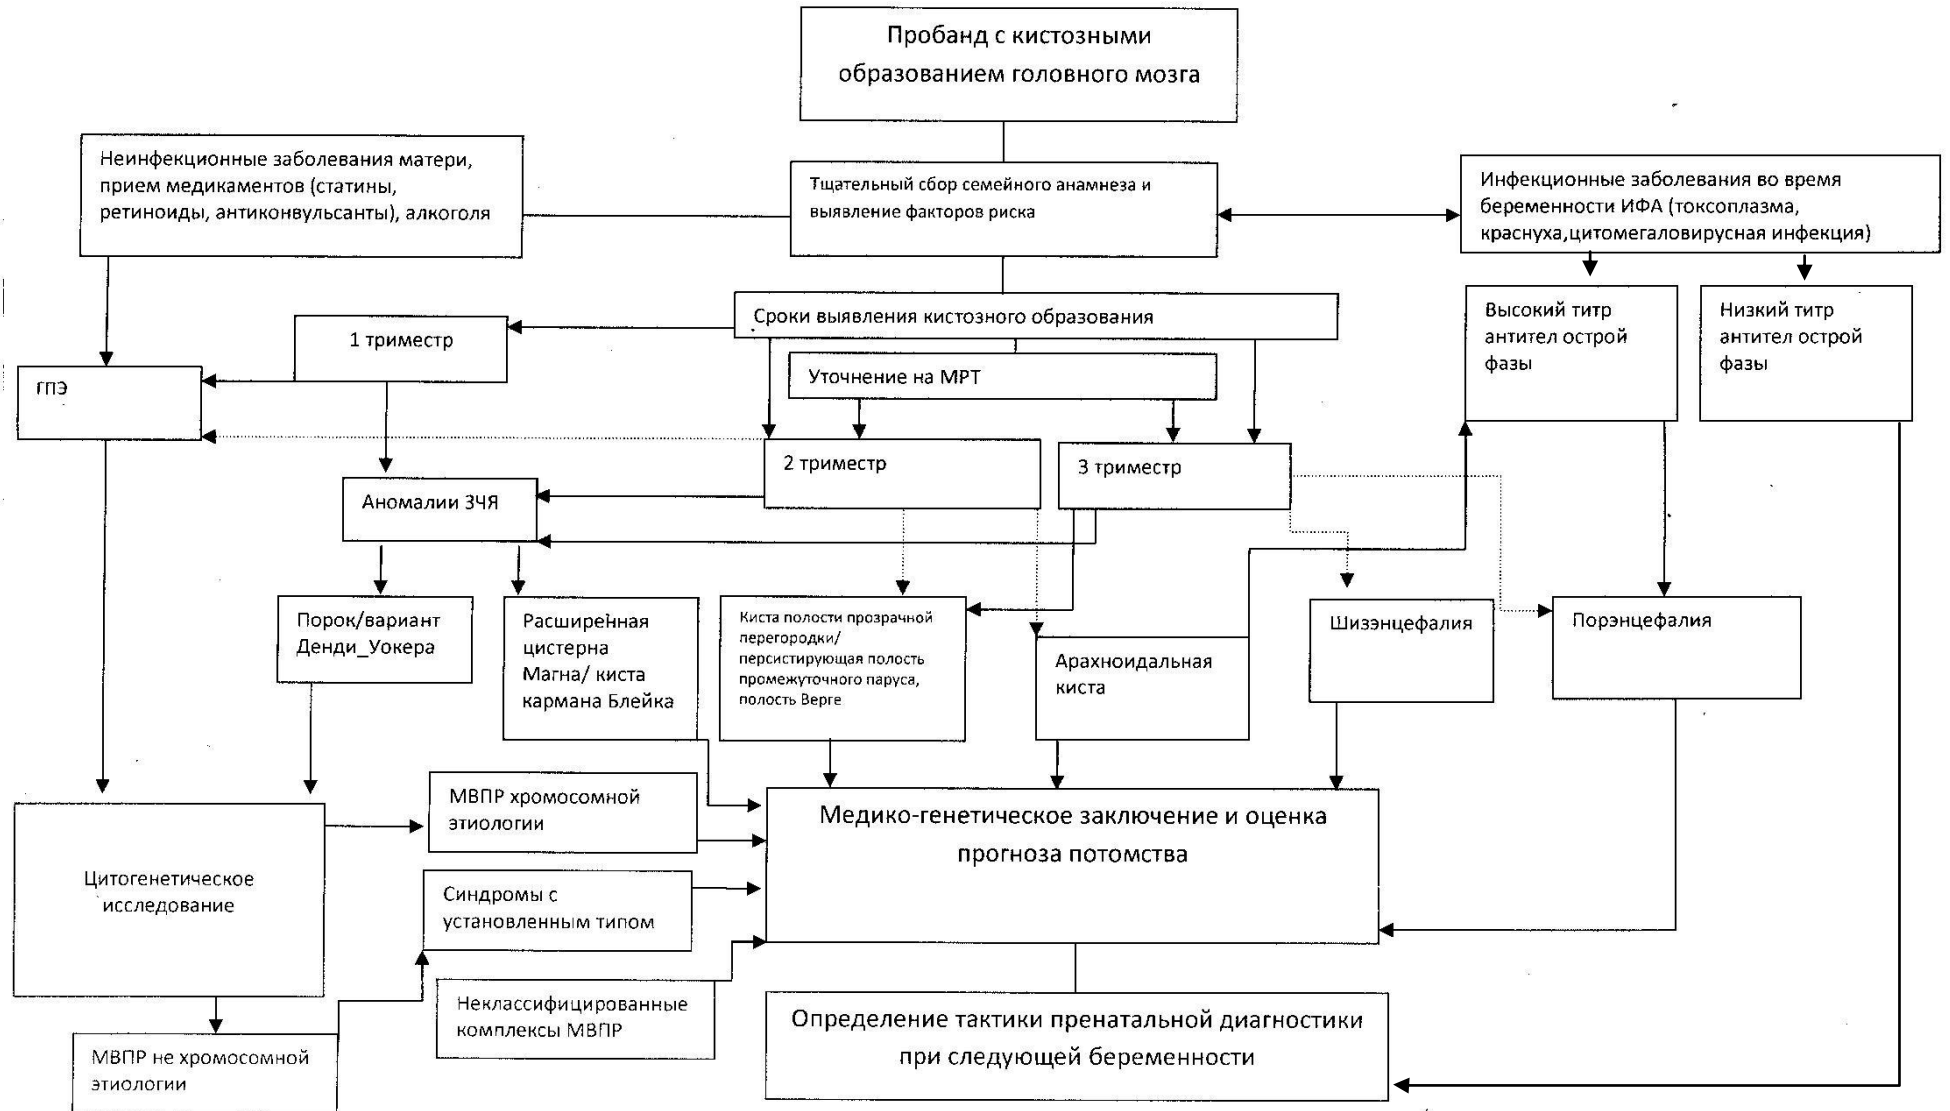 Пробанд с кистозными
образованием головного мозга
Неинфекционные заболевания матери,
прием медикаментов (статины,
ретиноиды, антиконвульсанты), алкоголя
Тщательный сбор семейного анамнеза и
выявление факторов риска
Инфекционные заболевания во время
беременности ИФА (токсоплазма,
краснуха,цитомегаловирусная инфекция)
Сроки выявления кистозного образования
1 триместр
Уточнение на МРТ
Высокий титр
антител острой
фазы
Низкий титр
антител острой
фазы
ГПЭ
2 триместр
3 триместр
Аномалии ЗЧЯ
Порок/вариант
Денди_Уокера
Расширенная
цистерна
Магна/ киста
кармана Блейка
Киста полости прозрачной
перегородки/
персистирующая полость
промежуточного паруса,
полость Верге
Арахноидальная
киста
Шизэнцефалия
Порэнцефалия
Цитогенетическое
исследование
МВПР хромосомной
этиологии
Медико-генетическое заключение и оценка
прогноза потомства
Синдромы с
установленным типом
Неклассифицированные
комплексы МВПР
Определение тактики пренатальной диагностики
при следующей беременности
МВПР не хромосомной
этиологии